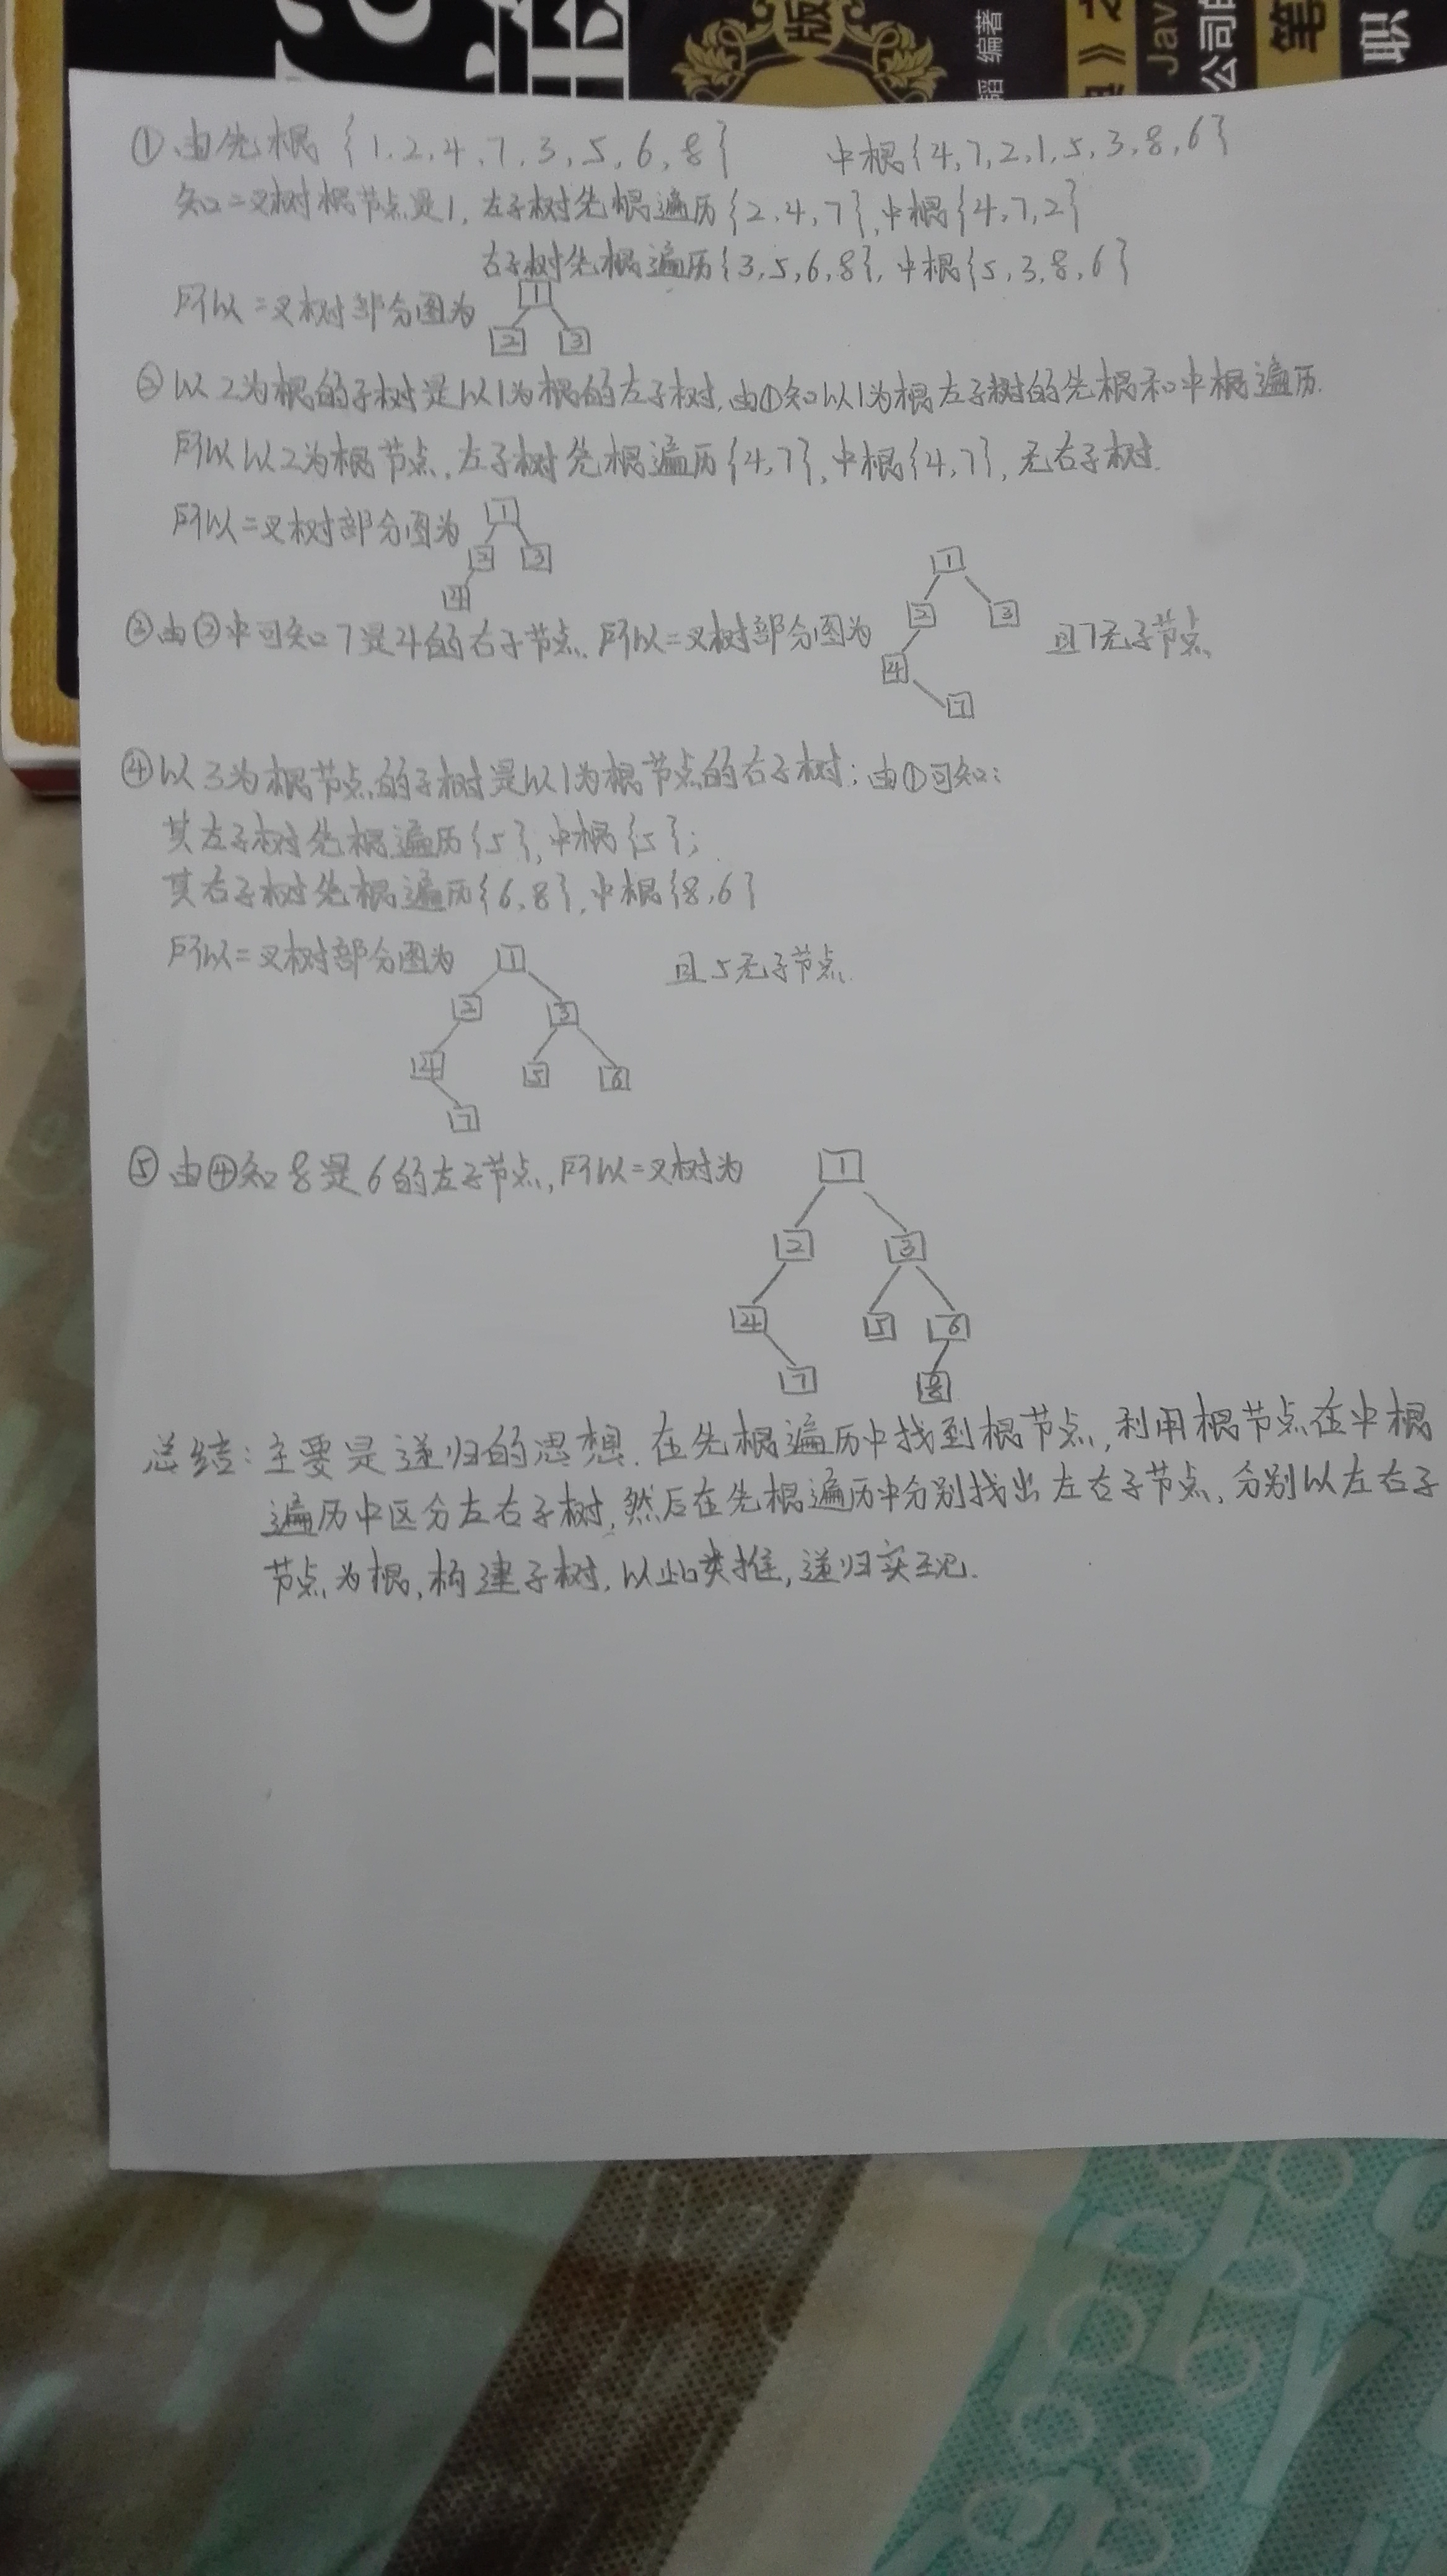 版
韬 编著
》之
Jav
公司的
笔
职
①由先根{1,2,4,7,3,5,6,8} 中根{4,7,2,1,5,3,8,6}
知二叉树根节点是1,左子树先根遍历{2,4,7},中根{4,7,2}
右子树先根遍历{3,5,6,8},中根{5,3,8,6}
所以二叉树部分图为
1
2 3
②以2为根的子树是以1为根的左子树,由①知以1为根左子树的先根和中根遍历.
所以以2为根节点,左子树先根遍历{4,7},中根{4,7},无右子树.
所以二叉树部分图为
1
2 3
4
③由②中可知7是4的右子节点.所以二叉树部分图为 且7无子节点、
1
2 3
4
7
④以3为根节点的子树是以1为根节点的右子树;由①可知:
其左子树先根遍历{5},中根{5};
其右子树先根遍历{6,8},中根{8,6}
所以二叉树部分图为 且5无子节点.
1
2 3
4 5 6
7
⑤由④知8是6的左子节点,所以二叉树为
1
2 3
4 5 6
7 8
总结:主要是递归的思想.在先根遍历中找到根节点,利用根节点在中根
遍历中区分左右子树,然后在先根遍历中分别找出左右子节点,分别以左右子
节点为根,构建子树,以此类推,递归实现.